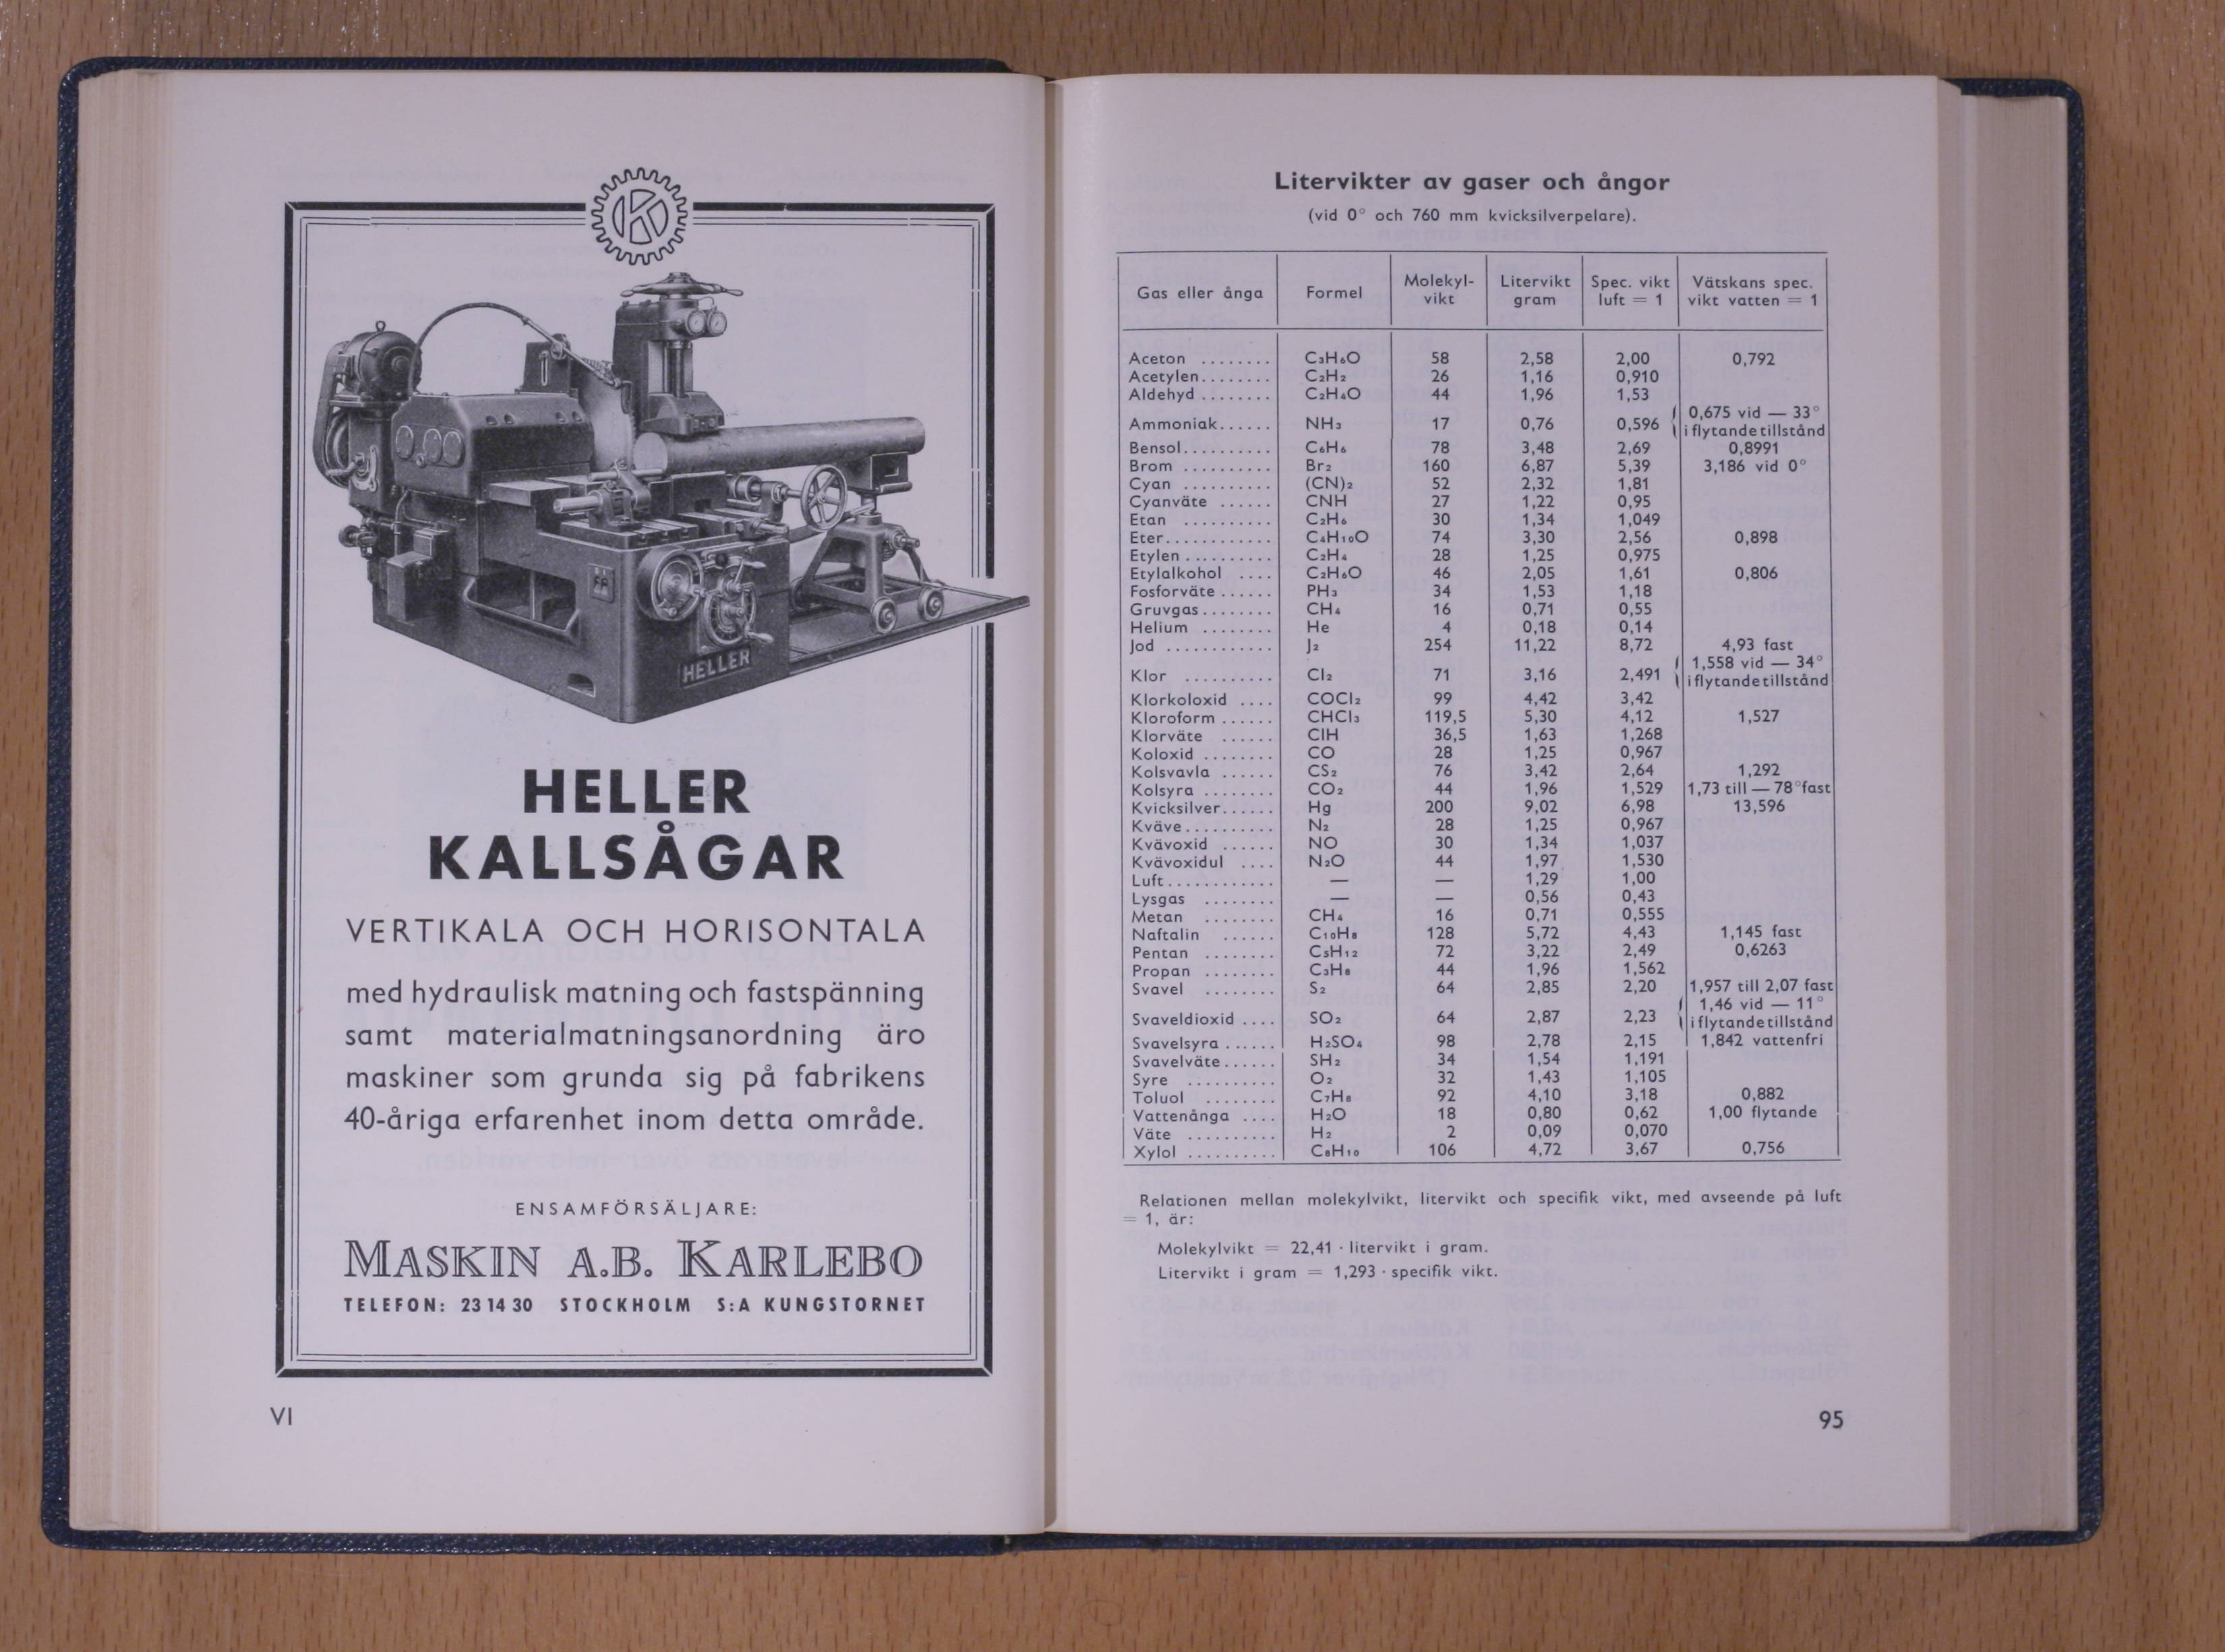 K
HELLER
HELLER
KALLSÅGAR
VERTIKALA OCH HORISONTALA
med hydraulisk matning och fastspänning
samt materialmatningsanordning äro
maskiner som grunda sig på fabrikens
40-åriga erfarenhet inom detta område.
ENSAMFÖRSÄLJARE:
MASKIN A.B. KARLEBO
TELEFON: 23 14 30 STOCKHOLM S:A KUNGSTORNET
VI
Litervikter av gaser och ångor
(vid 0° och 760 mm kvicksilverpelare).
Gas eller ånga Formel Molekyl-vikt Litervikt gram Spec. vikt luft = 1 Vätskans spec. vikt vatten = 1
Aceton ........ C₃H₆O 58 2,58 2,00 0,792
Acetylen........ C₂H₂ 26 1,16 0,910
Aldehyd ........ C₂H₄O 44 1,96 1,53
Ammoniak...... NH₃ 17 0,76 0,596 { 0,675 vid — 33° i flytande tillstånd
Bensol.......... C₆H₆ 78 3,48 2,69 0,8991
Brom .......... Br₂ 160 6,87 5,39 3,186 vid 0°
Cyan .......... (CN)₂ 52 2,32 1,81
Cyanväte ...... CNH 27 1,22 0,95
Etan .......... C₂H₆ 30 1,34 1,049
Eter............ C₄H₁₀O 74 3,30 2,56 0,898
Etylen .......... C₂H₄ 28 1,25 0,975
Etylalkohol .... C₂H₆O 46 2,05 1,61 0,806
Fosforväte ...... PH₃ 34 1,53 1,18
Gruvgas ........ CH₄ 16 0,71 0,55
Helium ........ He 4 0,18 0,14
Jod ............ J₂ 254 11,22 8,72 4,93 fast
Klor .......... Cl₂ 71 3,16 2,491 { 1,558 vid — 34° i flytande tillstånd
Klorkoloxid .... COCl₂ 99 4,42 3,42
Kloroform ...... CHCl₃ 119,5 5,30 4,12 1,527
Klorväte ...... ClH 36,5 1,63 1,268
Koloxid ........ CO 28 1,25 0,967
Kolsvavla ...... CS₂ 76 3,42 2,64 1,292
Kolsyra ........ CO₂ 44 1,96 1,529 1,73 till — 78° fast
Kvicksilver...... Hg 200 9,02 6,98 13,596
Kväve.......... N₂ 28 1,25 0,967
Kvävoxid ...... NO 30 1,34 1,037
Kvävoxidul .... N₂O 44 1,97 1,530
Luft............ — — 1,29 1,00
Lysgas ........ — — 0,56 0,43
Metan ........ CH₄ 16 0,71 0,555
Naftalin ...... C₁₀H₈ 128 5,72 4,43 1,145 fast
Pentan ........ C₅H₁₂ 72 3,22 2,49 0,6263
Propan ........ C₃H₈ 44 1,96 1,562
Svavel ........ S₂ 64 2,85 2,20 1,957 till 2,07 fast
Svaveldioxid .... SO₂ 64 2,87 2,23 { 1,46 vid — 11° i flytande tillstånd
Svavelsyra ...... H₂SO₄ 98 2,78 2,15 1,842 vattenfri
Svavelväte...... SH₂ 34 1,54 1,191
Syre .......... O₂ 32 1,43 1,105
Toluol ........ C₇H₈ 92 4,10 3,18 0,882
Vattenånga .... H₂O 18 0,80 0,62 1,00 flytande
Väte .......... H₂ 2 0,09 0,070
Xylol .......... C₈H₁₀ 106 4,72 3,67 0,756
Relationen mellan molekylvikt, litervikt och specifik vikt, med avseende på luft
= 1, är:
Molekylvikt = 22,41 · litervikt i gram.
Litervikt i gram = 1,293 · specifik vikt.
95